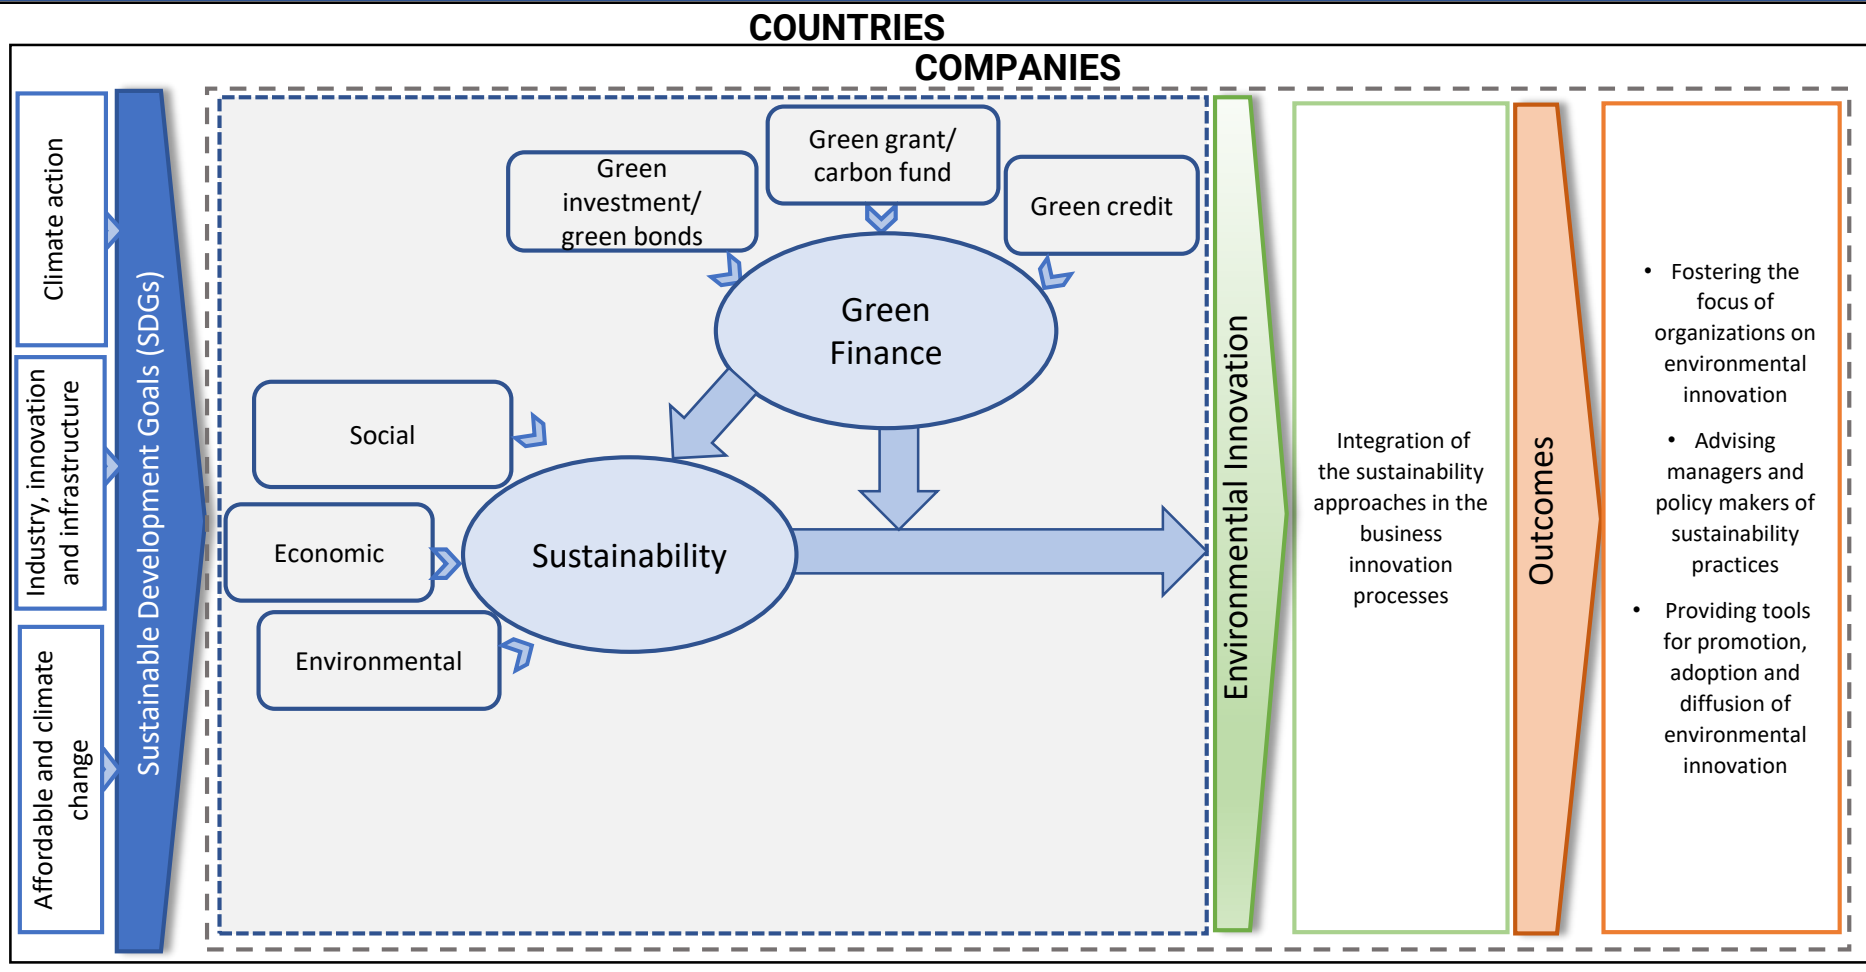 COUNTRIES
COMPANIES
Climate action
Industry, innovation
and infrastructure
Affordable and climate
change
Sustainable Development Goals (SDGs)
Green
investment/
green bonds
Green grant/
carbon fund
Green credit
Green
Finance
Social
Economic
Environmental
Sustainability
Environmental Innovation
Integration of
the sustainability
approaches in the
business
innovation
processes
Outcomes
• Fostering the
focus of
organizations on
environmental
innovation
• Advising
managers and
policy makers of
sustainability
practices
• Providing tools
for promotion,
adoption and
diffusion of
environmental
innovation